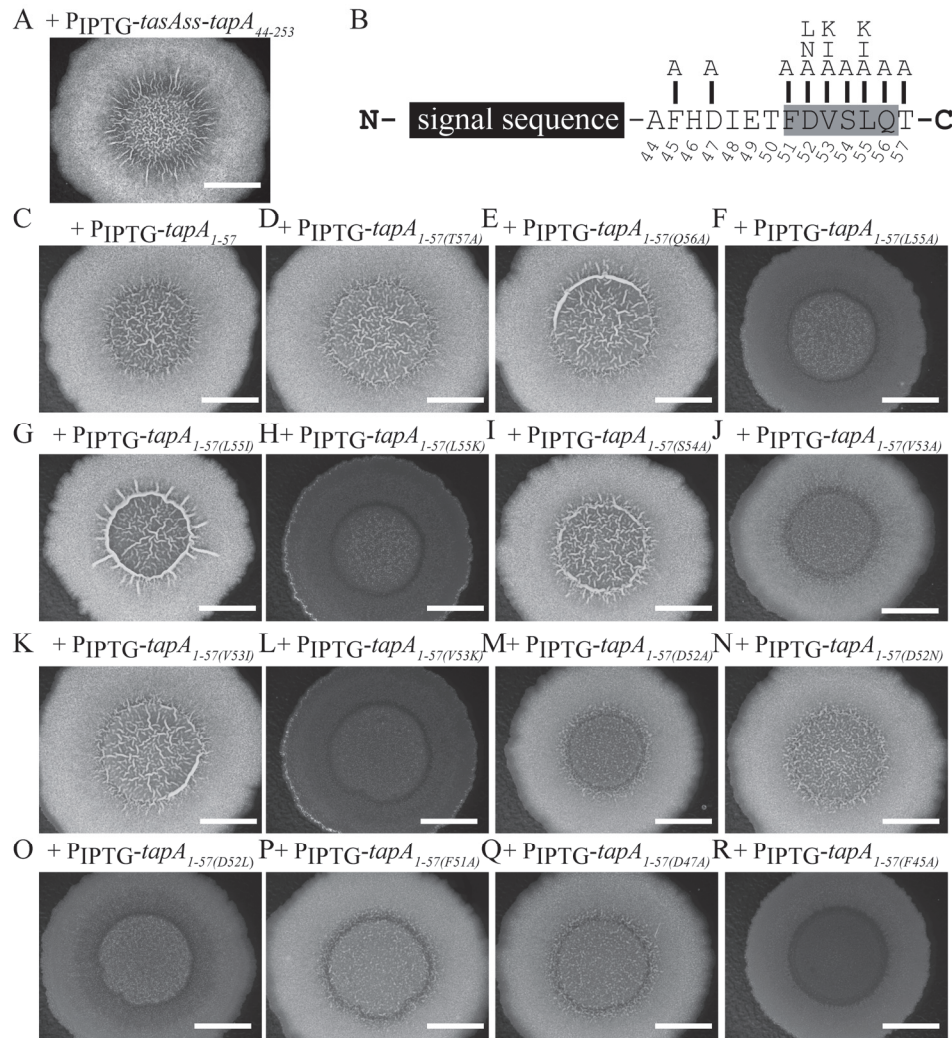 A + PIPTG-tasAss-tapA44-253
B
L K K
N I I
A A A A A A A A A
N- signal sequence -AFHDIETFDVSLQT-C
44 45 46 47 48 49 50 51 52 53 54 55 56 57
C + PIPTG-tapA1-57
D + PIPTG-tapA1-57(T57A)
E + PIPTG-tapA1-57(Q56A)
F + PIPTG-tapA1-57(L55A)
G + PIPTG-tapA1-57(L55I)
H + PIPTG-tapA1-57(L55K)
I + PIPTG-tapA1-57(S54A)
J + PIPTG-tapA1-57(V53A)
K + PIPTG-tapA1-57(V53I)
L + PIPTG-tapA1-57(V53K)
M + PIPTG-tapA1-57(D52A)
N + PIPTG-tapA1-57(D52N)
O + PIPTG-tapA1-57(D52L)
P + PIPTG-tapA1-57(F51A)
Q + PIPTG-tapA1-57(D47A)
R + PIPTG-tapA1-57(F45A)